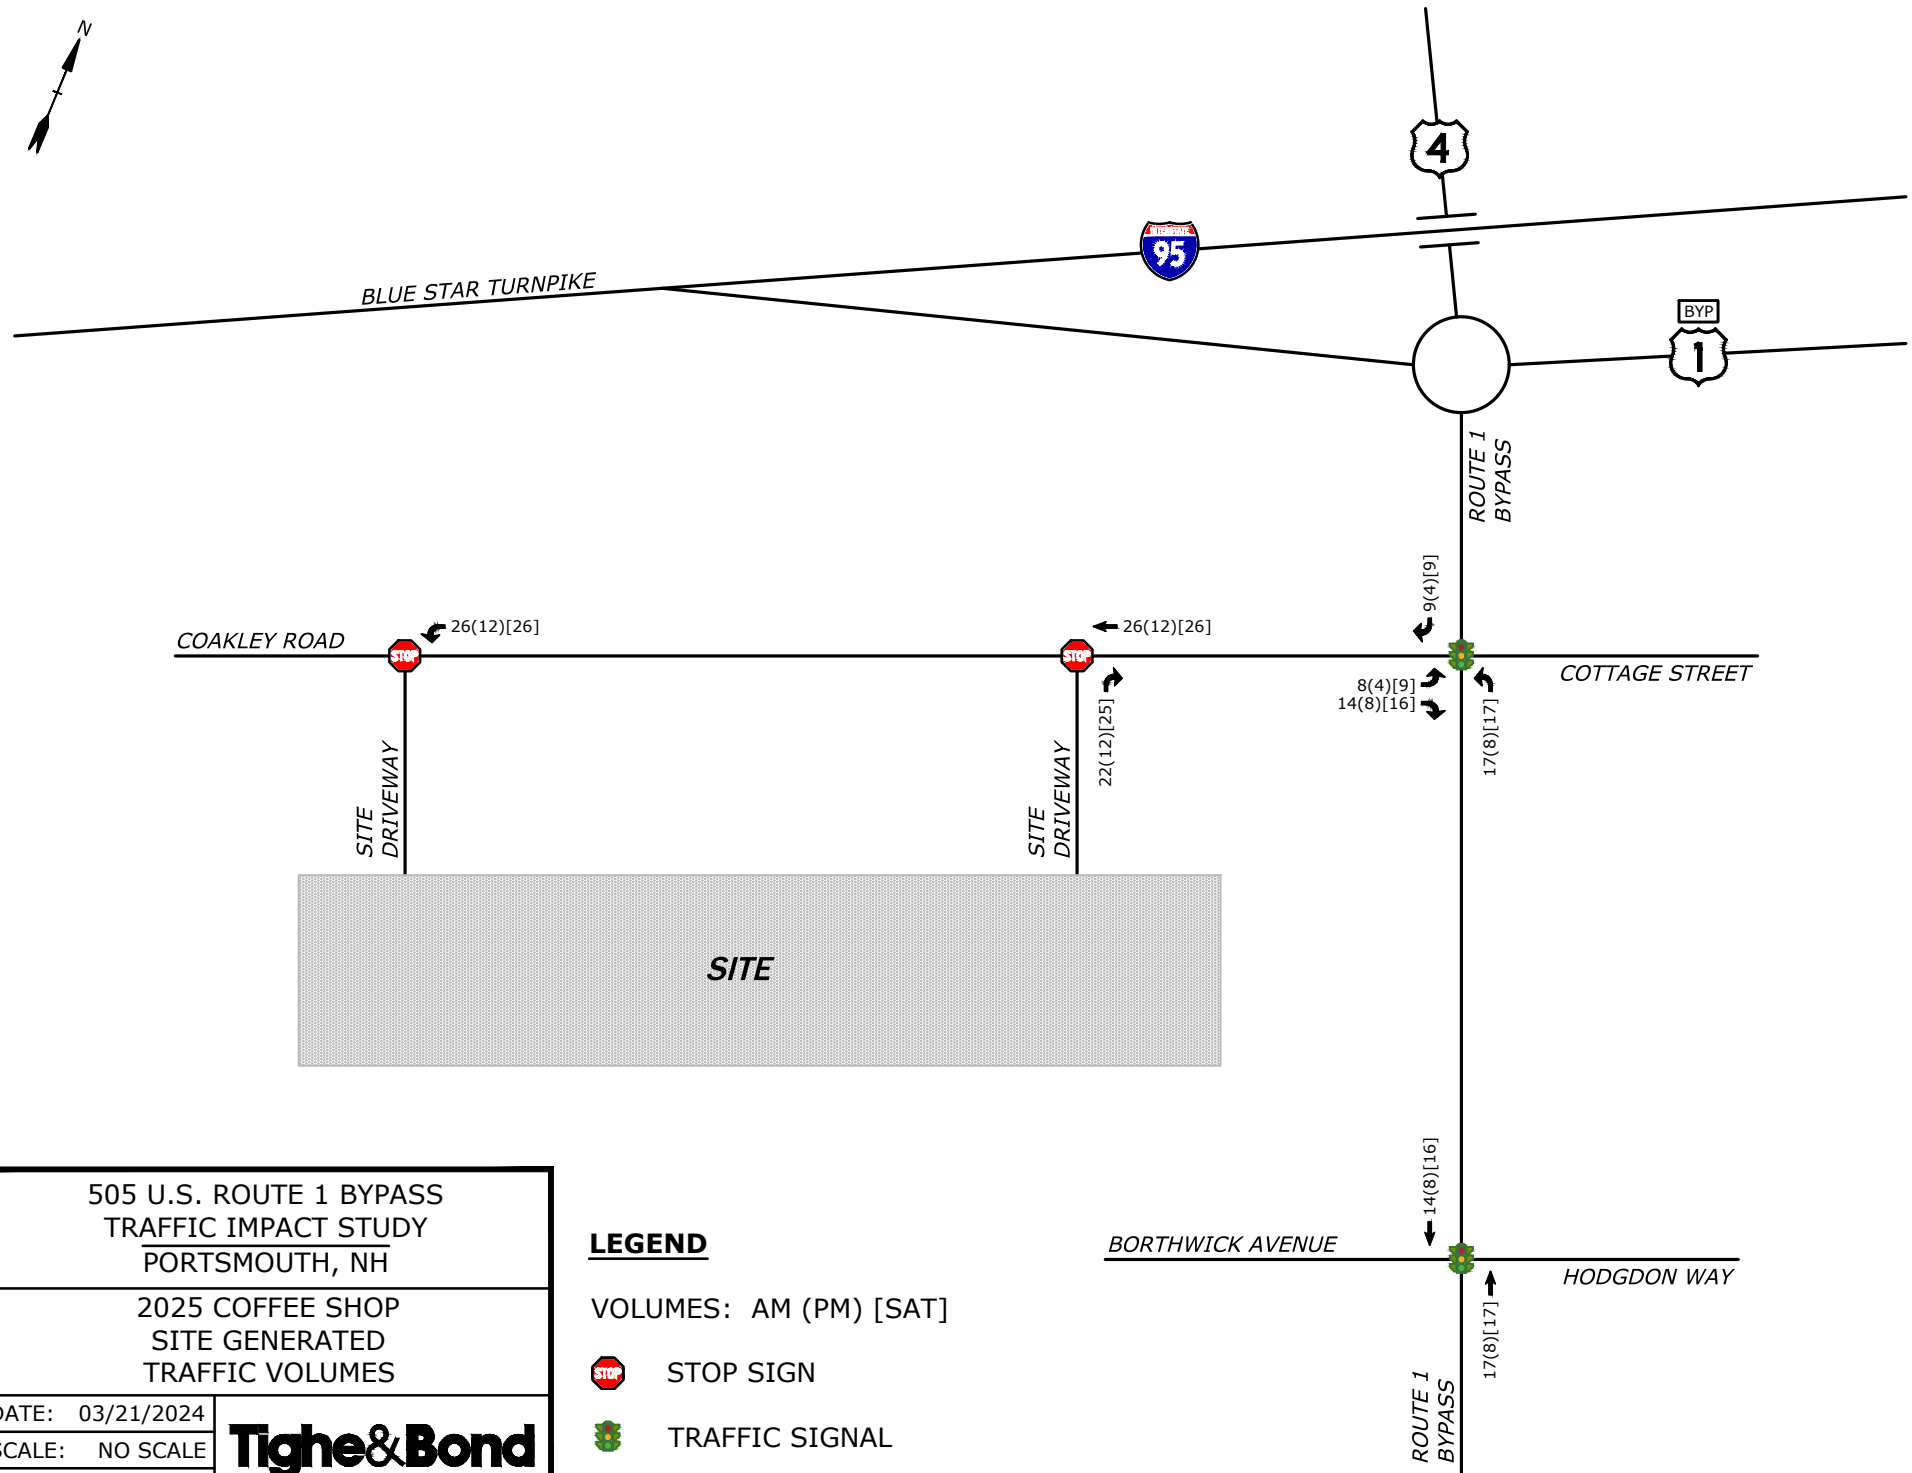 N
4
INTERSTATE
95
BLUE STAR TURNPIKE
BYP
1
ROUTE 1
BYPASS
9(4)[9]
COAKLEY ROAD
STOP
26(12)[26]
STOP
26(12)[26]
COTTAGE STREET
8(4)[9]
14(8)[16]
22(12)[25]
17(8)[17]
SITE
DRIVEWAY
SITE
DRIVEWAY
SITE
14(8)[16]
BORTHWICK AVENUE
HODGDON WAY
17(8)[17]
ROUTE 1
BYPASS
505 U.S. ROUTE 1 BYPASS
TRAFFIC IMPACT STUDY
PORTSMOUTH, NH
2025 COFFEE SHOP
SITE GENERATED
TRAFFIC VOLUMES
DATE: 03/21/2024
SCALE: NO SCALE
Tighe&Bond
LEGEND
VOLUMES: AM (PM) [SAT]
STOP
STOP SIGN
TRAFFIC SIGNAL